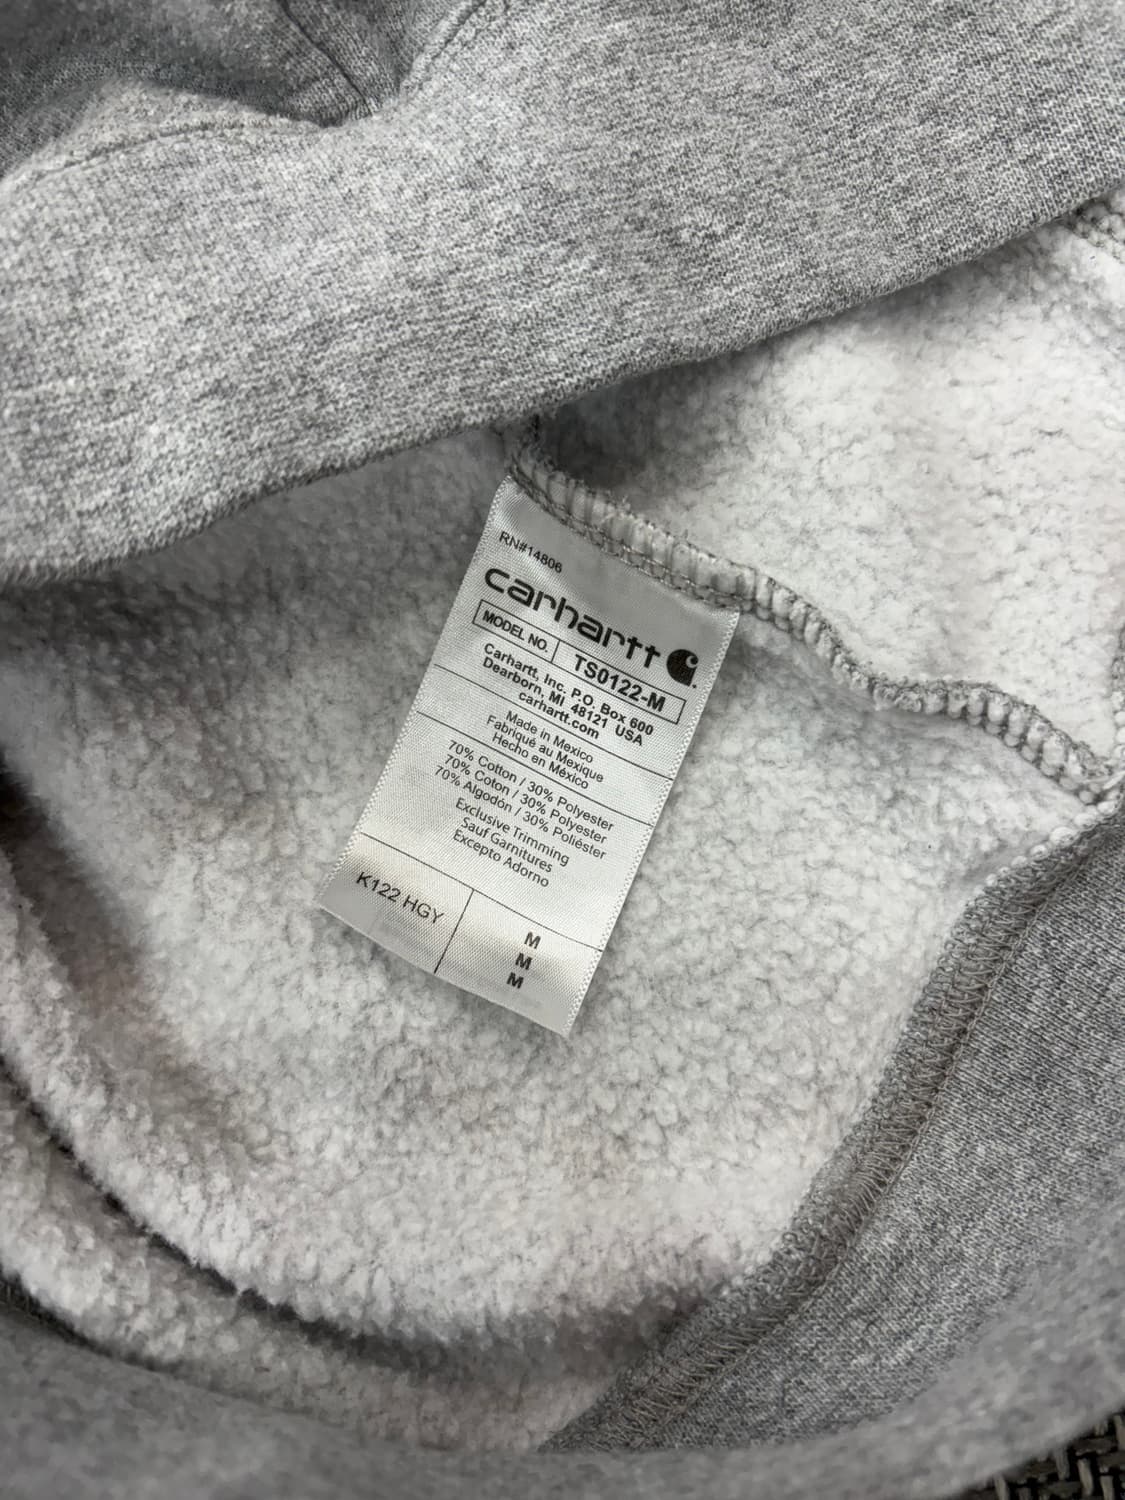 RN#14806
carhartt
MODEL NO. TS0122-M
Carhartt, Inc. P.O. Box 600
Dearborn, MI 48121 USA
carhartt.com
Made in Mexico
Fabriqué au Mexique
Hecho en México
70% Cotton / 30% Polyester
70% Coton / 30% Polyester
70% Algodón / 30% Poliéster
Exclusive Trimming
Sauf Garnitures
Excepto Adorno
K122 HGY
M
M
M